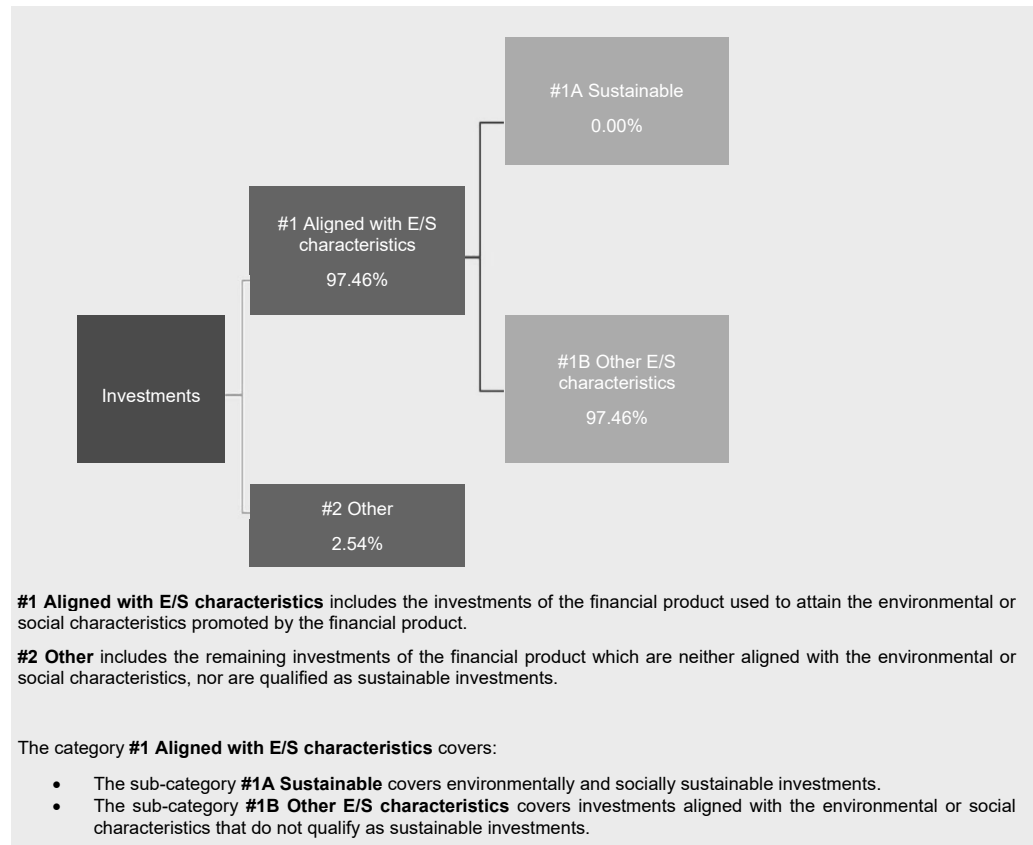 #1A Sustainable
0.00%
#1 Aligned with E/S
characteristics
97.46%
Investments
#1B Other E/S
characteristics
97.46%
#2 Other
2.54%
#1 Aligned with E/S characteristics includes the investments of the financial product used to attain the environmental or
social characteristics promoted by the financial product.
#2 Other includes the remaining investments of the financial product which are neither aligned with the environmental or
social characteristics, nor are qualified as sustainable investments.
The category #1 Aligned with E/S characteristics covers:
• The sub-category #1A Sustainable covers environmentally and socially sustainable investments.
• The sub-category #1B Other E/S characteristics covers investments aligned with the environmental or social
characteristics that do not qualify as sustainable investments.